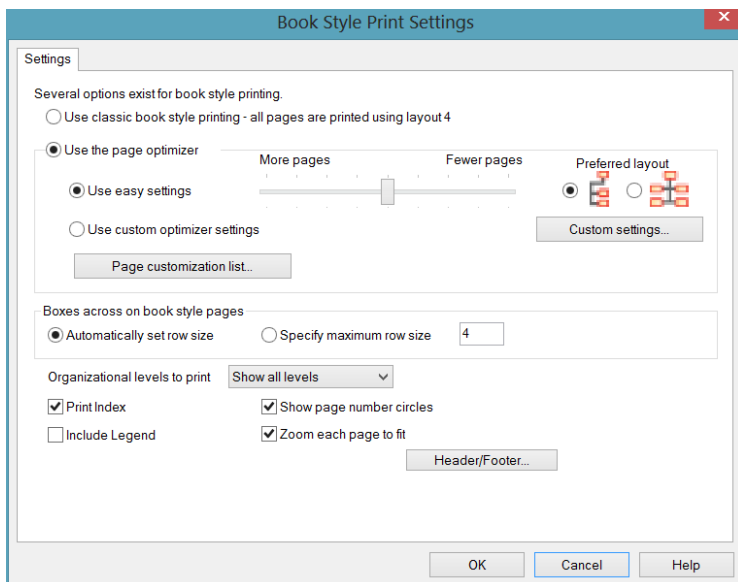 Book Style Print Settings
Settings
Several options exist for book style printing.
Use classic book style printing - all pages are printed using layout 4
Use the page optimizer
More pages Fewer pages Preferred layout
Use easy settings
Use custom optimizer settings Custom settings...
Page customization list...
Boxes across on book style pages
Automatically set row size Specify maximum row size 4
Organizational levels to print Show all levels
Print Index Show page number circles
Include Legend Zoom each page to fit
Header/Footer...
OK Cancel Help